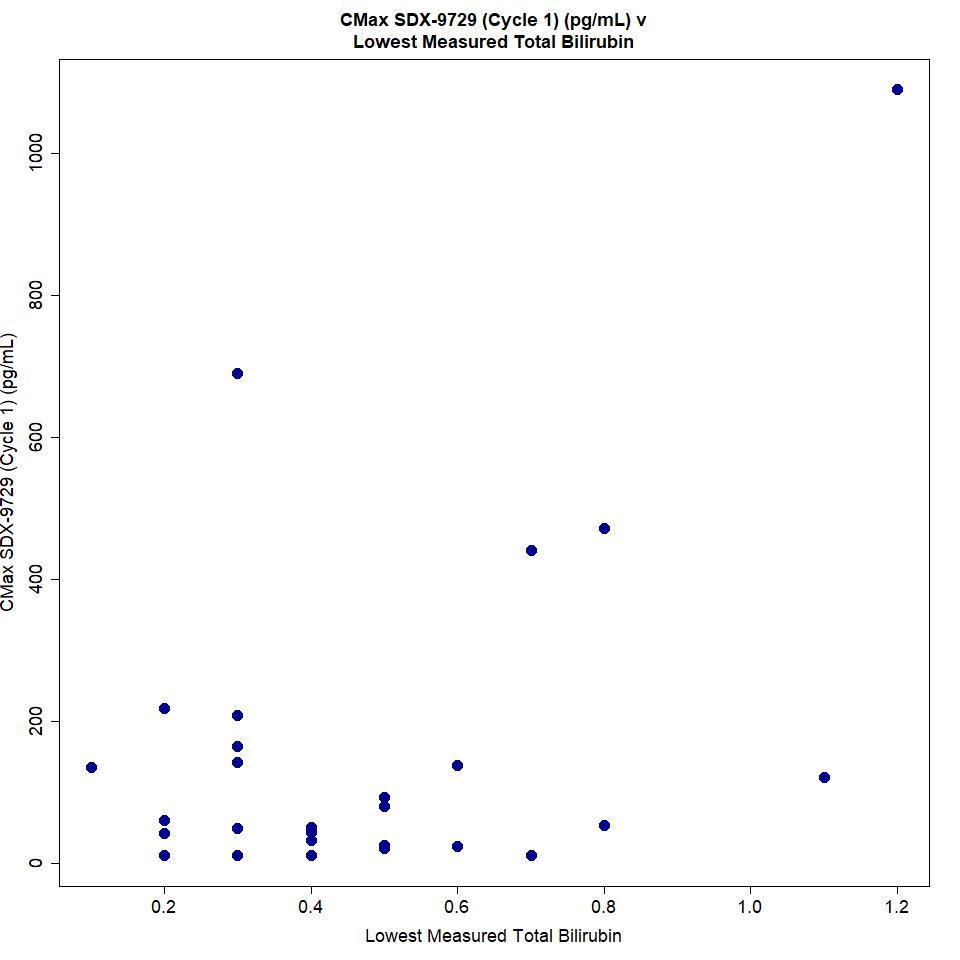 CMax SDX-9729 (Cycle 1) (pg/mL) v
Lowest Measured Total Bilirubin
CMax SDX-9729 (Cycle 1) (pg/mL)
1000
800
600
400
200
0
0.2 0.4 0.6 0.8 1.0 1.2
Lowest Measured Total Bilirubin